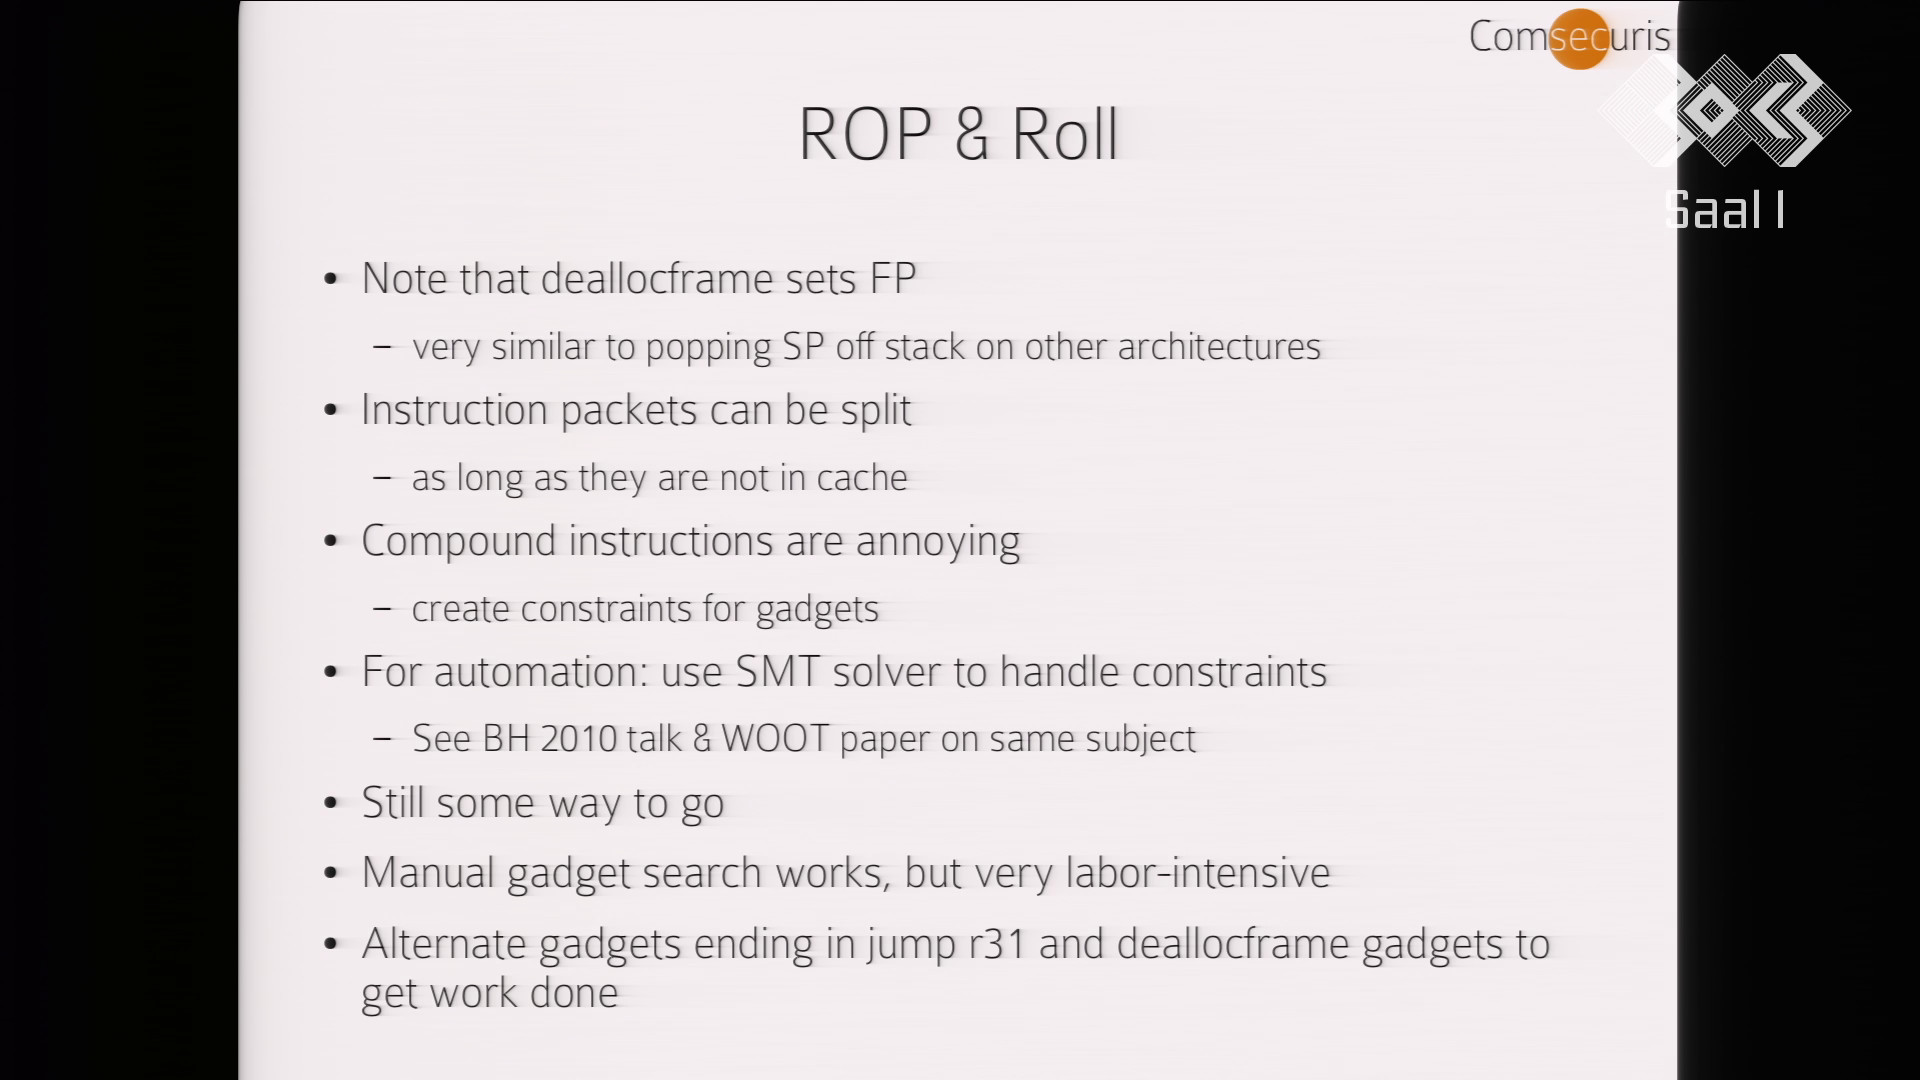 Comsecuris
Saal 1
ROP & Roll
• Note that deallocframe sets FP
– very similar to popping SP off stack on other architectures
• Instruction packets can be split
– as long as they are not in cache
• Compound instructions are annoying
– create constraints for gadgets
• For automation: use SMT solver to handle constraints
– See BH 2010 talk & WOOT paper on same subject
• Still some way to go
• Manual gadget search works, but very labor-intensive
• Alternate gadgets ending in jump r31 and deallocframe gadgets to
get work done